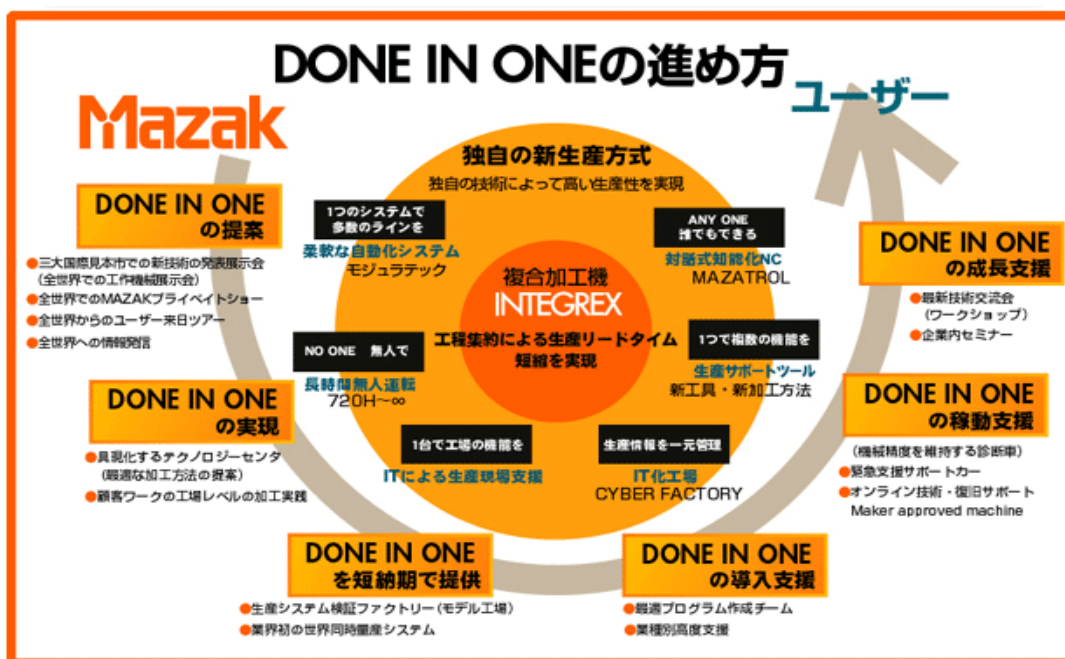 DONE IN ONEの進め方
Mazak
ユーザー
独自の新生産方式
独自の技術によって高い生産性を実現
1つのシステムで
多数のラインを
柔軟な自動化システム
モジュラテック
ANY ONE
誰でもできる
対話式知能化NC
MAZATROL
複合加工機
INTEGREX
工程集約による生産リードタイム
短縮を実現
NO ONE 無人で
長時間無人運転
720H～∞
1つで複数の機能を
生産サポートツール
新工具・新加工方法
1台で工場の機能を
ITによる生産現場支援
生産情報を一元管理
IT化工場
CYBER FACTORY
DONE IN ONE
の提案
●三大国際見本市での新技術の発表展示会
(全世界での工作機械展示会)
●全世界でのMAZAKプライベイトショー
●全世界からのユーザー来日ツアー
●全世界への情報発信
DONE IN ONE
の実現
●具現化するテクノロジーセンタ
(最適な加工方法の提案)
●顧客ワークの工場レベルの加工実践
DONE IN ONE
を短納期で提供
●生産システム検証ファクトリー(モデル工場)
●業界初の世界同時量産システム
DONE IN ONE
の導入支援
●最適プログラム作成チーム
●業種別高度支援
DONE IN ONE
の稼動支援
(機械精度を維持する診断車)
●緊急支援サポートカー
●オンライン技術・復旧サポート
Maker approved machine
DONE IN ONE
の成長支援
●最新技術交流会
(ワークショップ)
●企業内セミナー